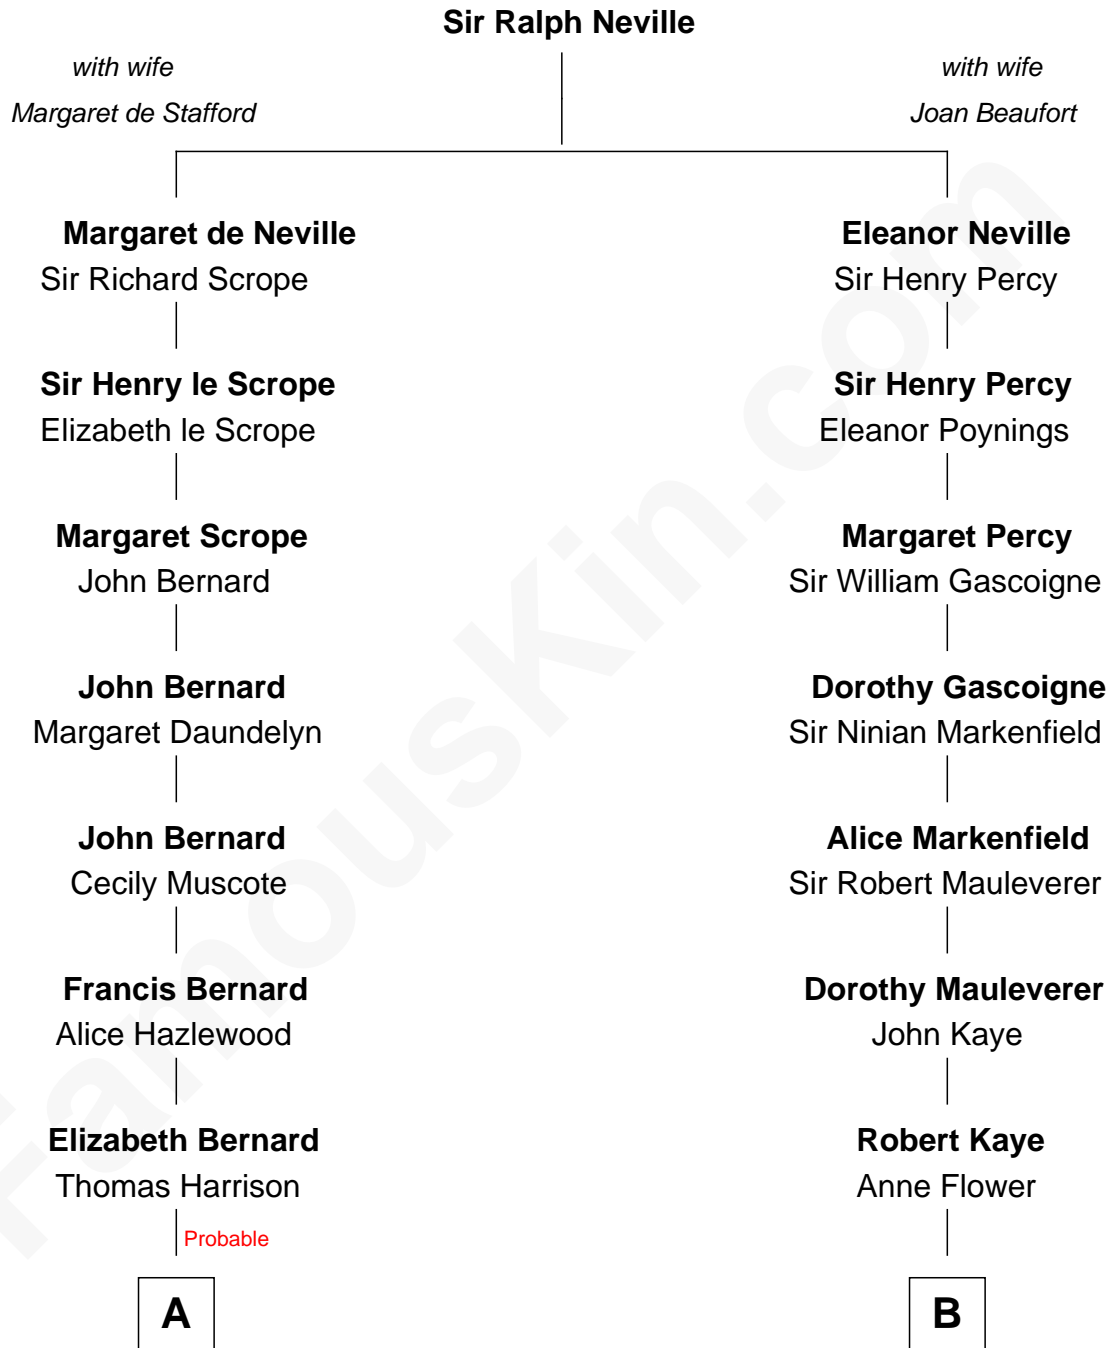 Sir Ralph Neville
with wife
Margaret de Stafford
with wife
Joan Beaufort
Margaret de Neville
Sir Richard Scrope
Eleanor Neville
Sir Henry Percy
Sir Henry le Scrope
Elizabeth le Scrope
Sir Henry Percy
Eleanor Poynings
Margaret Scrope
John Bernard
Margaret Percy
Sir William Gascoigne
John Bernard
Margaret Daundelyn
Dorothy Gascoigne
Sir Ninian Markenfield
John Bernard
Cecily Muscote
Alice Markenfield
Sir Robert Mauleverer
Francis Bernard
Alice Hazlewood
Dorothy Mauleverer
John Kaye
Elizabeth Bernard
Thomas Harrison
Robert Kaye
Anne Flower
Probable
A
B
FamousKin.com